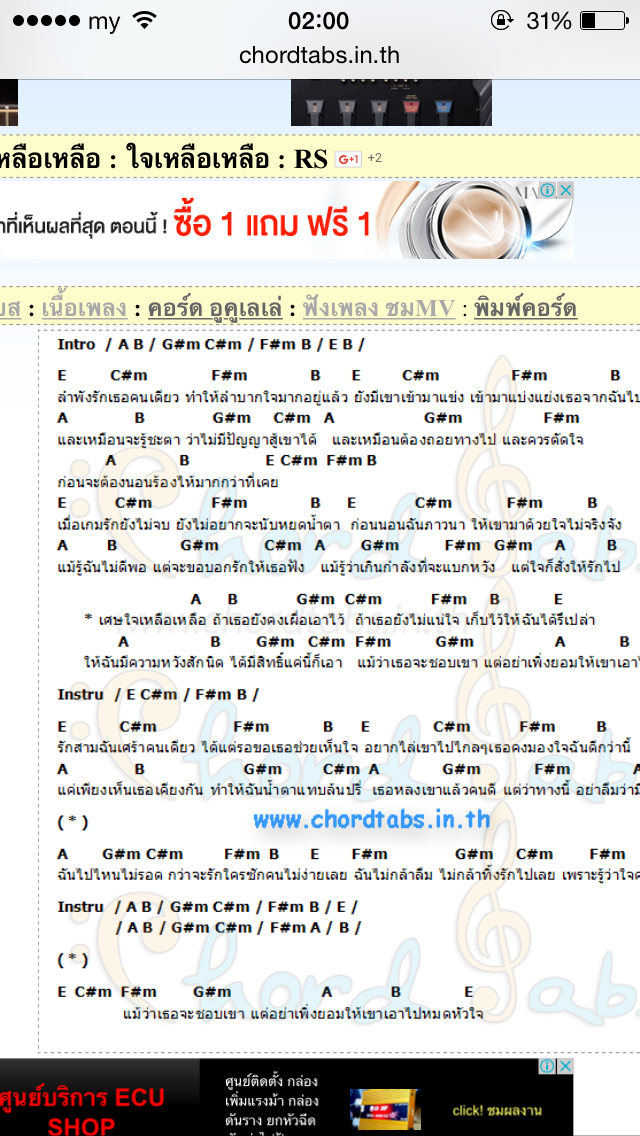 my 02:00 31%
chordtabs.in.th
หลือเหลือ : ใจเหลือเหลือ : RS G+1 +2
าที่เห็นผลที่สุด ตอนนี้ ! ซื้อ 1 แถม ฟรี 1
: เนื้อเพลง : คอร์ด อูคูเลเล่ : ฟังเพลง ชมMV : พิมพ์คอร์ด
Intro / A B / G#m C#m / F#m B / E B /
E C#m F#m B E C#m F#m B
ลำพังรักเธอคนเดียว ทำให้ลำบากใจมากอยู่แล้ว ยังมีเขาเข้ามาแข่ง เข้ามาแบ่งแย่งเธอจากฉันไป
A B G#m C#m A G#m F#m
และเหมือนจะรู้ชะตา ว่าไม่มีปัญญาสู้เขาได้ และเหมือนต้องถอยทางไป และควรตัดใจ
A B E C#m F#m B
ก่อนจะต้องนอนร้องไห้มากกว่าที่เคย
E C#m F#m B E C#m F#m B
เมื่อเกมรักยังไม่จบ ยังไม่อยากจะนับหยดน้ำตา ก่อนนอนฉันภาวนา ให้เขามาด้วยใจไม่จริงจัง
A B G#m C#m A G#m F#m G#m A B
แม้รู้ฉันไม่ดีพอ แต่จะขอบอกรักให้เธอฟัง แม้รู้ว่าเกินกำลังที่จะแบกหวัง แต่ใจก็สั่งให้รักไป
A B G#m C#m F#m B E
* เศษใจเหลือเหลือ ถ้าเธอยังคงเผื่อเอาไว้ ถ้าเธอยังไม่แน่ใจ เก็บไว้ให้ฉันได้รึเปล่า
A B G#m C#m F#m G#m A B
ให้ฉันมีความหวังสักนิด ได้มีสิทธิ์แค่นี้ก็เอา แม้ว่าเธอจะชอบเขา แต่อย่าเพิ่งยอมให้เขาเอาไ
Instru / E C#m / F#m B /
E C#m F#m B E C#m F#m B
รักสามฉันเศร้าคนเดียว ได้แต่รอขอเธอช่วยเห็นใจ อยากไล่เขาไปไกลๆเธอคงมองใจฉันดีกว่านี้
A B G#m C#m A G#m F#m A
แค่เพียงเห็นเธอเคียงกัน ทำให้ฉันน้ำตาแทบล้นปรี่ เธอหลงเขาแล้วคนดี แต่ว่าทางนี้ อย่าลืมว่ามี
( * )
www.chordtabs.in.th
A G#m C#m F#m B E F#m G#m C#m F#m
ฉันไปไหนไม่รอด กว่าจะรักใครซักคนไม่ง่ายเลย ฉันไม่กล้าลืม ไม่กล้าทิ้งรักไปเลย เพราะรู้ว่าใจค
Instru / A B / G#m C#m / F#m B / E /
/ A B / G#m C#m / F#m A / B /
( * )
E C#m F#m G#m A B E
แม้ว่าเธอจะชอบเขา แต่อย่าเพิ่งยอมให้เขาเอาไปหมดหัวใจ
ศูนย์บริการ ECU
SHOP
ศูนย์ติดตั้ง กล่อง
เพิ่มแรงม้า กล่อง
ดันราง ยกหัวฉีด
click! ชมผลงาน